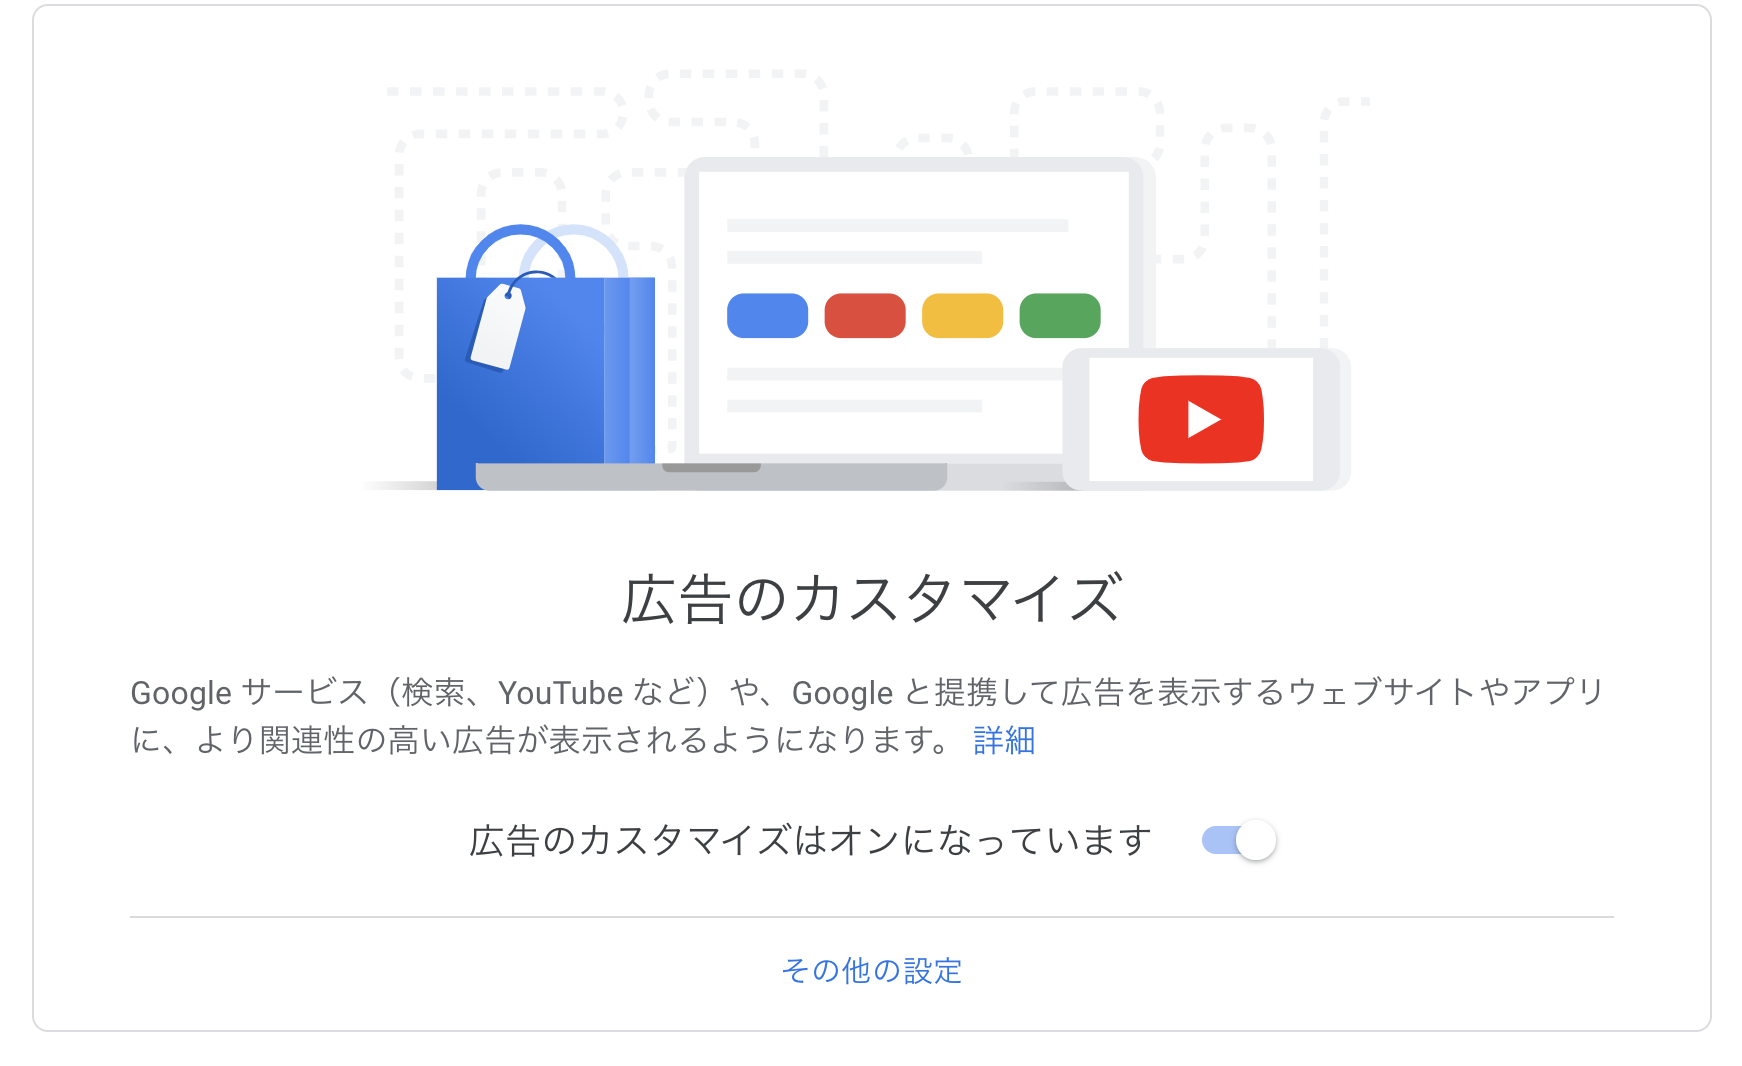 広告のカスタマイズ
Google サービス（検索、YouTube など）や、Google と提携して広告を表示するウェブサイトやアプリ
に、より関連性の高い広告が表示されるようになります。 詳細
広告のカスタマイズはオンになっています
その他の設定